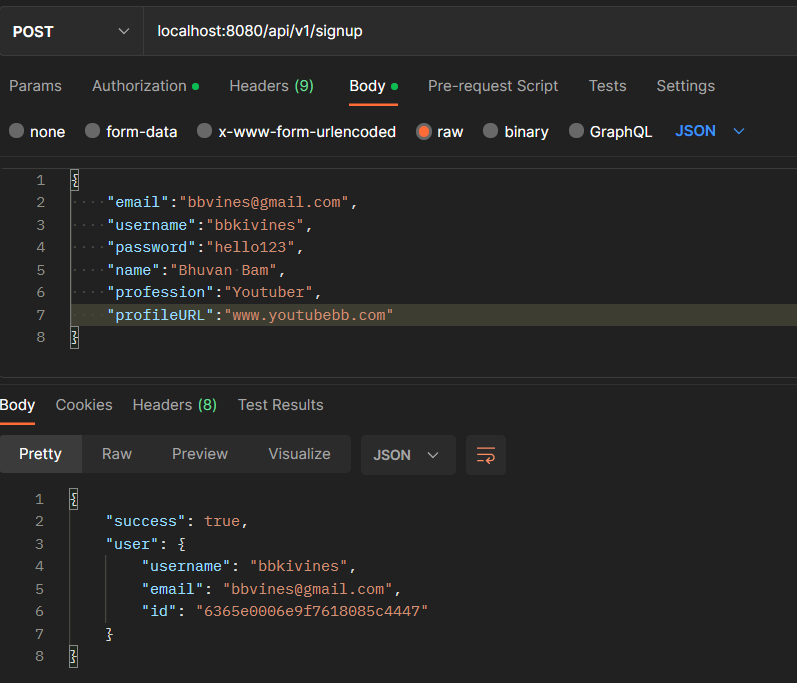 POST localhost:8080/api/v1/signup
Params Authorization Headers (9) Body Pre-request Script Tests Settings
none form-data x-www-form-urlencoded raw binary GraphQL JSON
1 {
2 "email":"bbvines@gmail.com",
3 "username":"bbkivines",
4 "password":"hello123",
5 "name":"Bhuvan Bam",
6 "profession":"Youtuber",
7 "profileURL":"www.youtubebb.com"
8 }
Body Cookies Headers (8) Test Results
Pretty Raw Preview Visualize JSON
1 {
2 "success": true,
3 "user": {
4 "username": "bbkivines",
5 "email": "bbvines@gmail.com",
6 "id": "6365e0006e9f7618085c4447"
7 }
8 }